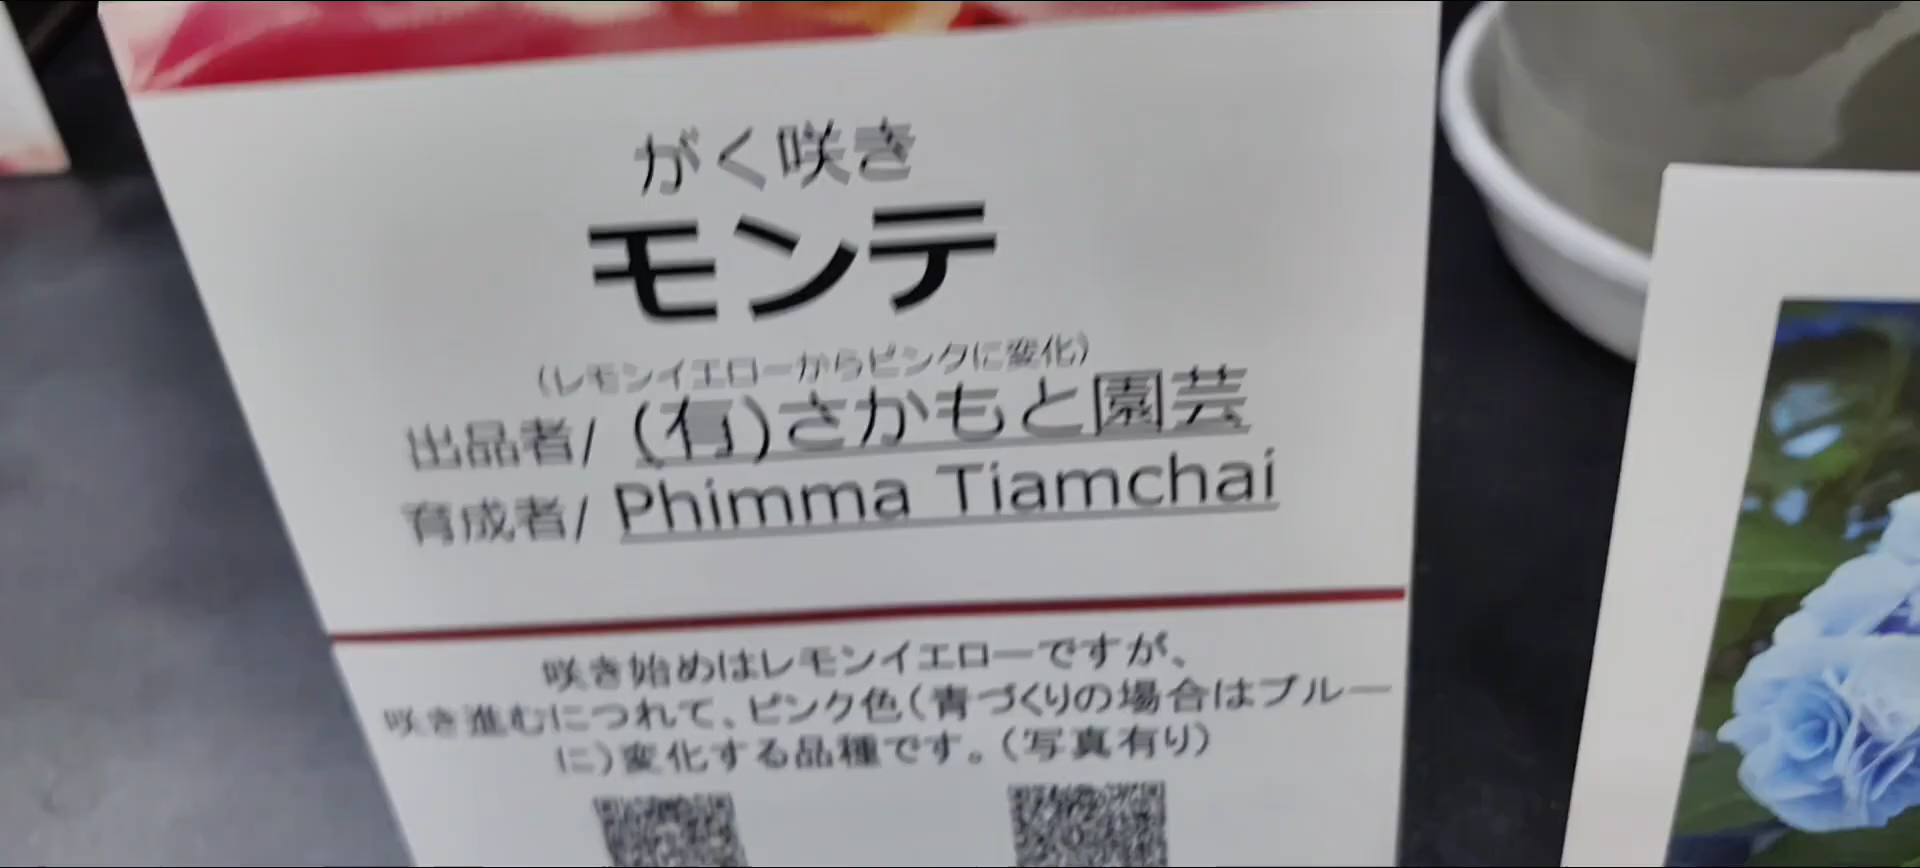 がく咲き
モンテ
（レモンイエローからピンクに変化）
出品者/ (有)さかもと園芸
育成者/ Phimma Tiamchai
咲き始めはレモンイエローですが、
咲き進むにつれて、ピンク色（青づくりの場合はブルー
に）変化する品種です。（写真有り）